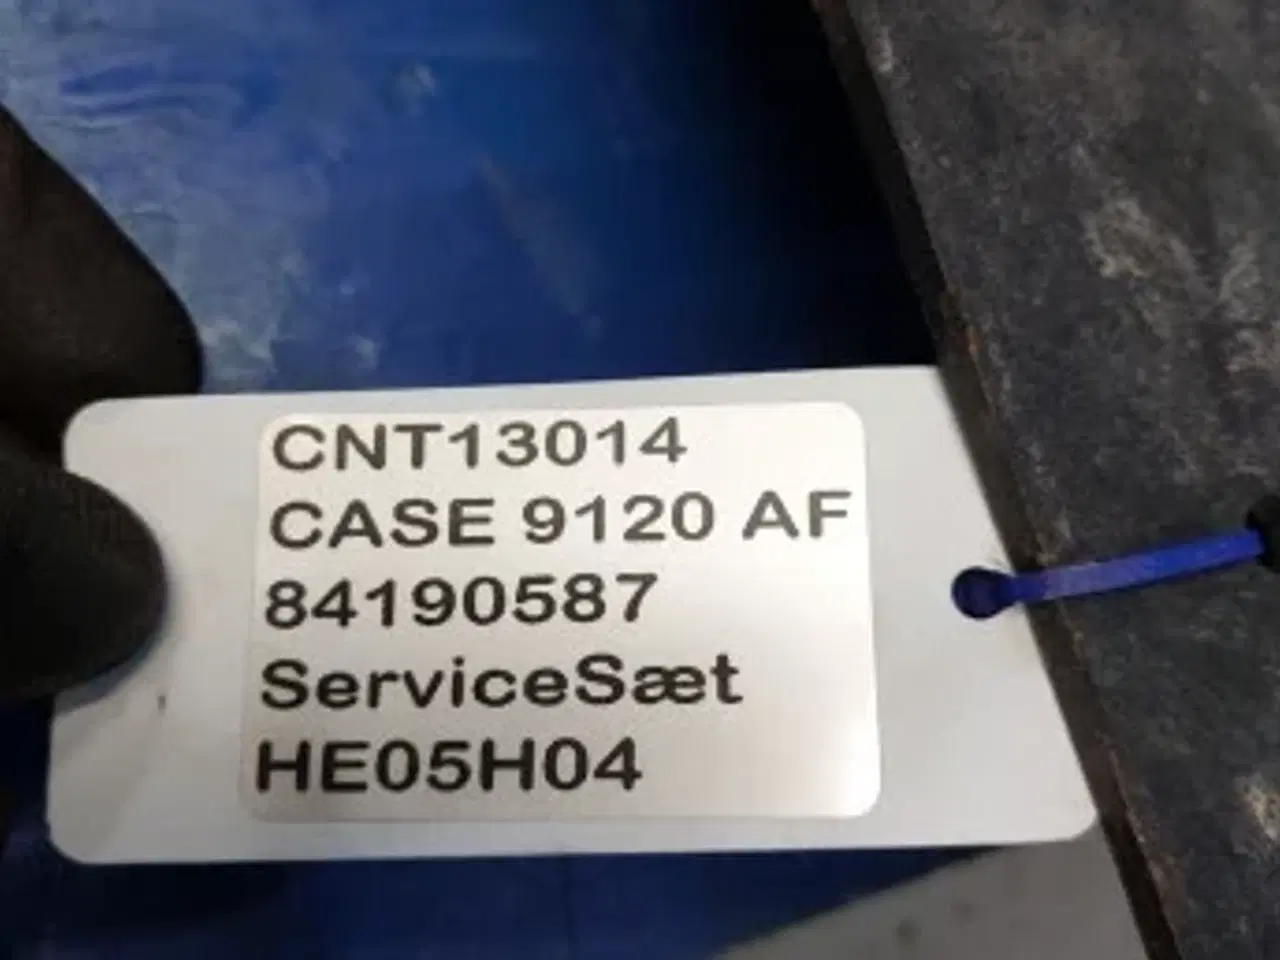 CNT13014
CASE 9120 AF
84190587
ServiceSæt
HE05H04